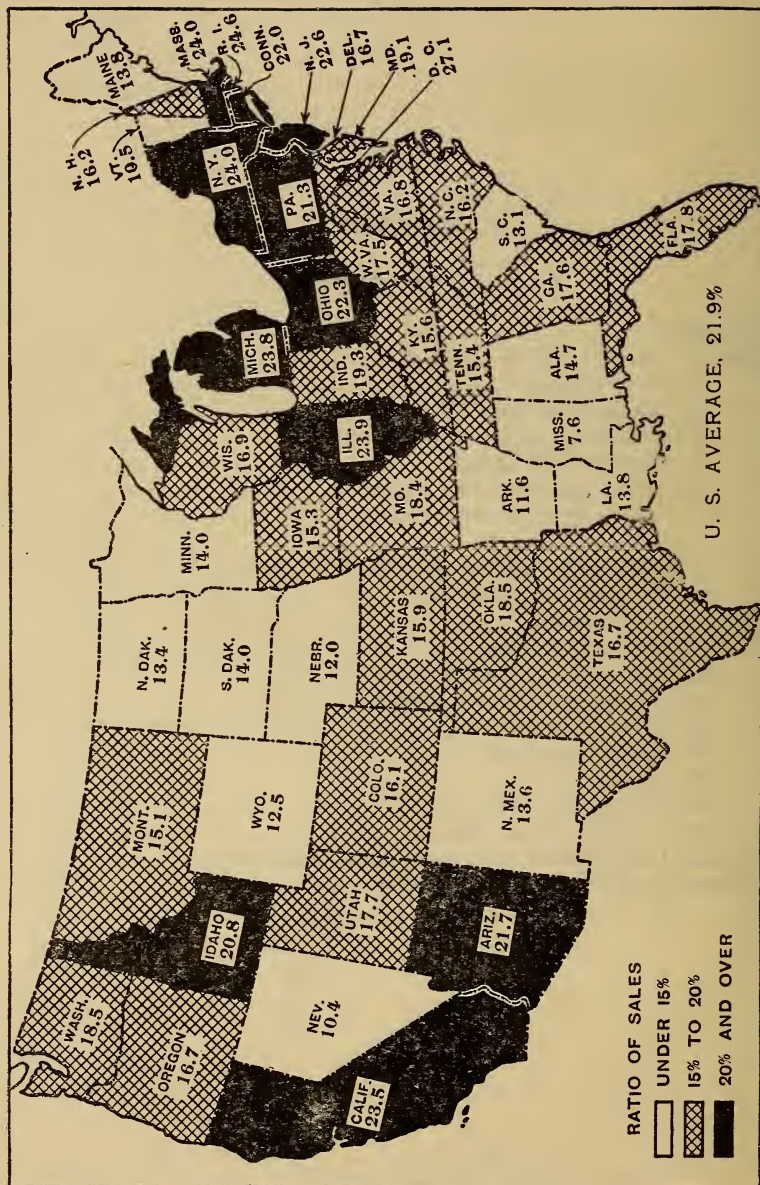 WASH.
18.5
OREGON
16.7
CALIF.
23.5
NEV.
10.4
IDAHO
20.8
MONT.
15.1
WYO.
12.5
UTAH
17.7
COLO.
16.1
ARIZ.
21.7
N. MEX.
13.6
N. DAK.
13.4
S. DAK.
14.0
NEBR.
12.0
KANSAS
15.9
OKLA.
18.5
TEXAS
16.7
MINN.
14.0
IOWA
15.3
MO.
18.4
ARK.
11.6
LA.
13.8
WIS.
16.9
ILL.
23.9
MICH.
23.8
IND.
19.3
OHIO
22.3
KY.
15.6
TENN.
15.4
MISS.
7.6
ALA.
14.7
GA.
17.6
FLA.
17.8
S. C.
13.1
N. C.
16.2
VA.
16.8
W. VA.
17.5
PA.
21.3
N. Y.
24.0
N. H.
16.2
VT.
10.5
MAINE
13.8
MASS.
24.0
R. I.
24.6
CONN.
22.0
N. J.
22.6
DEL.
16.7
MD.
19.1
D. C.
27.1
RATIO OF SALES
UNDER 15%
15% TO 20%
20% AND OVER
U. S. AVERAGE, 21.9%